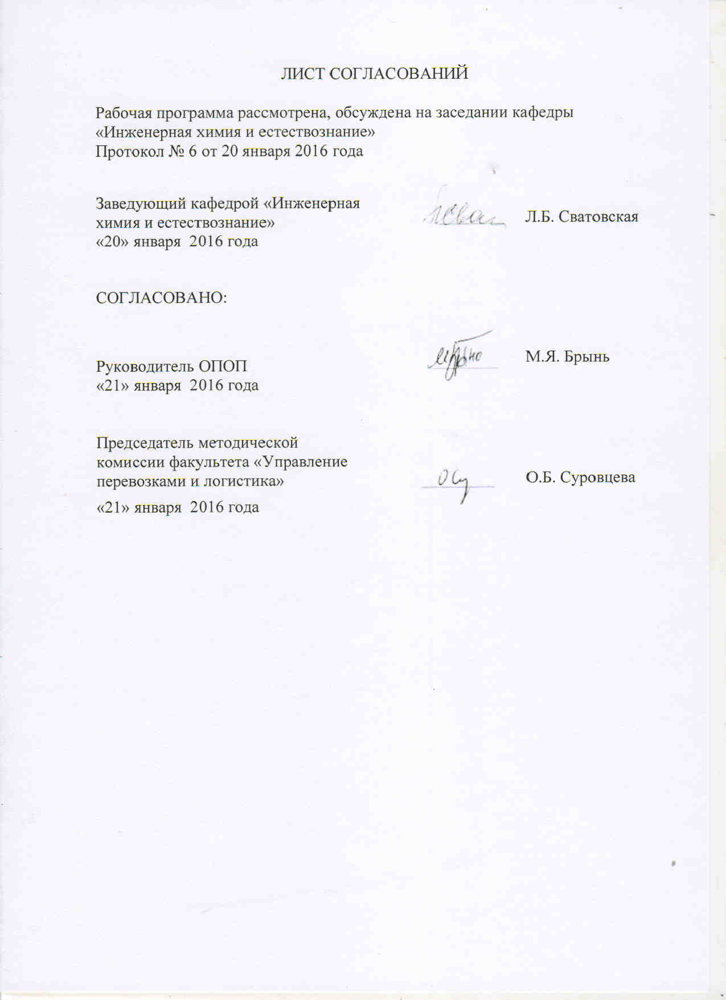 ЛИСТ СОГЛАСОВАНИЙ
Рабочая программа рассмотрена, обсуждена на заседании кафедры
«Инженерная химия и естествознание»
Протокол № 6 от 20 января 2016 года
Заведующий кафедрой «Инженерная
химия и естествознание»
Л.Б. Сватовская
«20» января 2016 года
СОГЛАСОВАНО:
Руководитель ОПОП
М.Я. Брынь
«21» января 2016 года
Председатель методической
комиссии факультета «Управление
перевозками и логистика»
О.Б. Суровцева
«21» января 2016 года